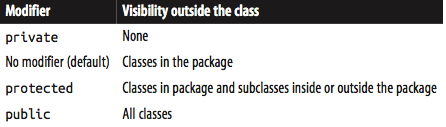 Modifier Visibility outside the class
private None
No modifier (default) Classes in the package
protected Classes in package and subclasses inside or outside the package
public All classes